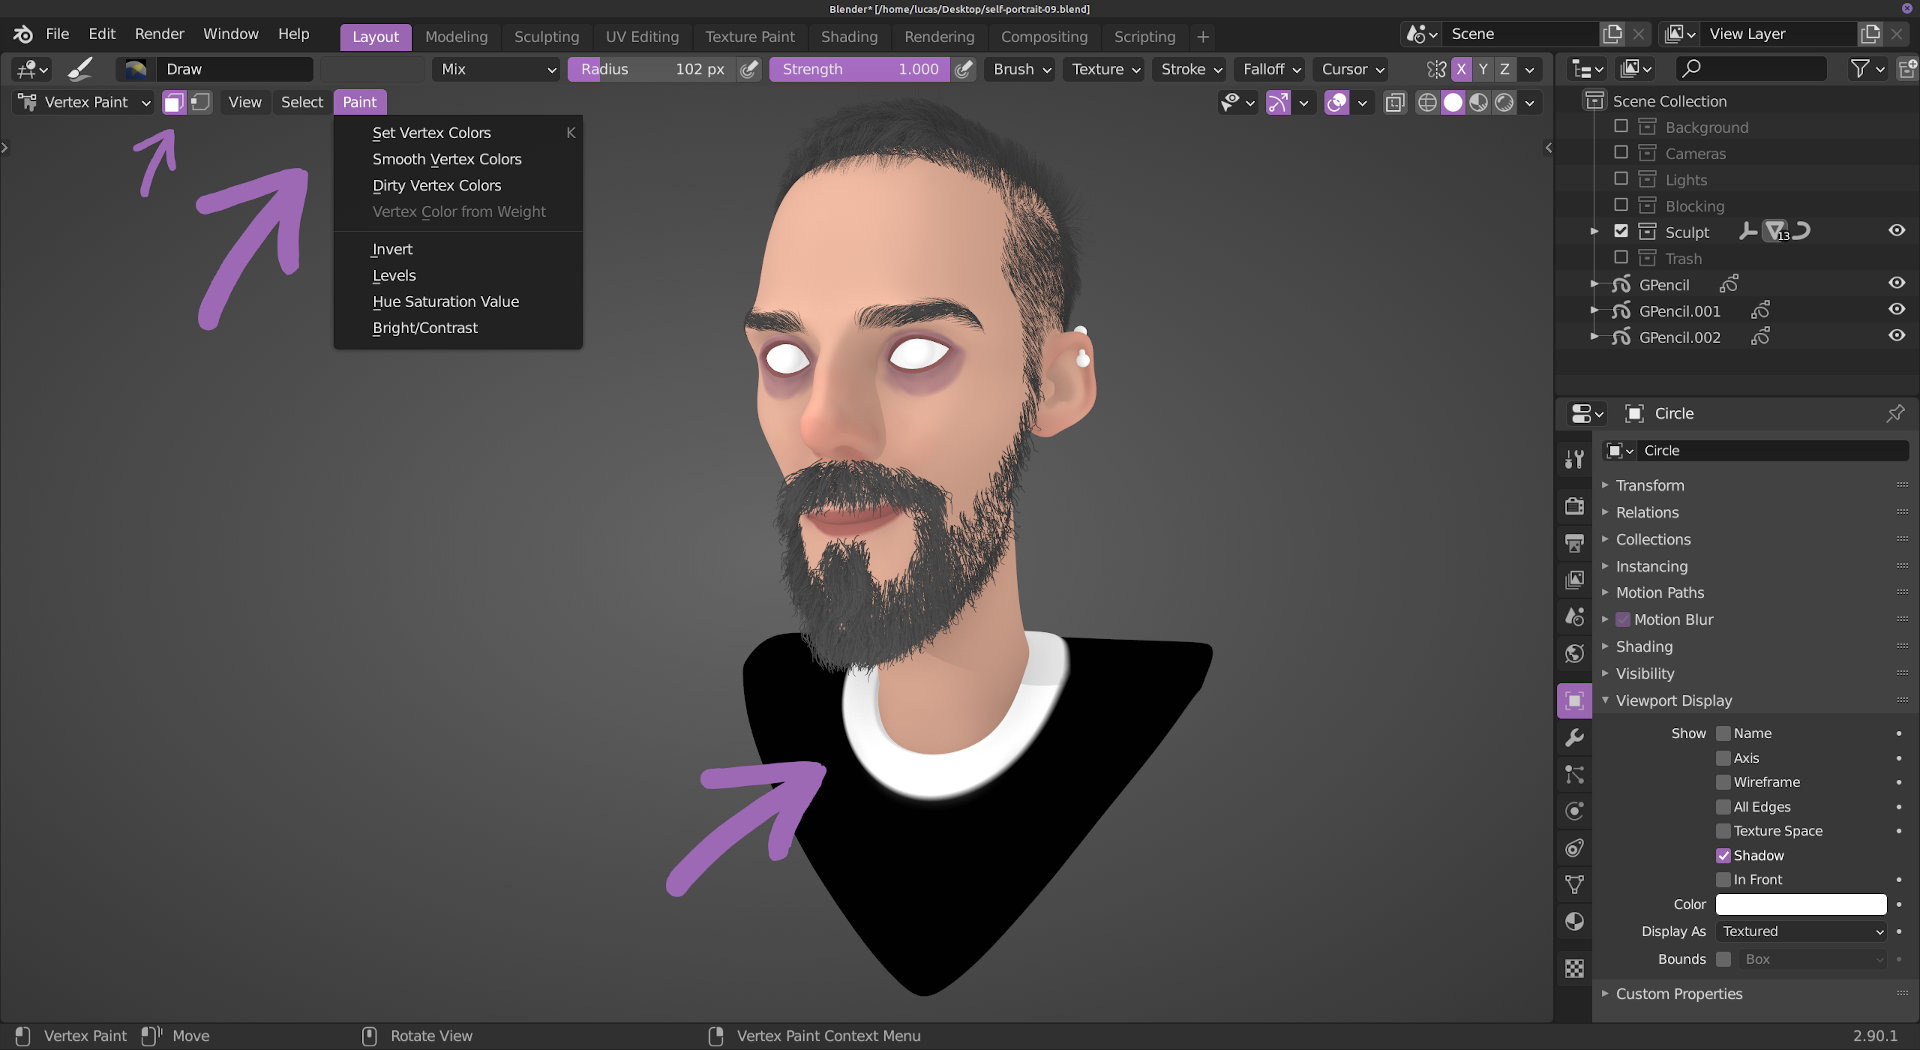 Blender* [/home/lucas/Desktop/self-portrait-09.blend]
File Edit Render Window Help Layout Modeling Sculpting UV Editing Texture Paint Shading Animation Rendering Compositing Scripting + Scene View Layer
Draw Mix Radius 102 px Strength 1.000 Brush Texture Stroke Falloff Cursor X Y Z
Vertex Paint View Select Paint
Set Vertex Colors K
Smooth Vertex Colors
Dirty Vertex Colors
Vertex Color from Weight
Invert
Levels
Hue Saturation Value
Bright/Contrast
Scene Collection
Background
Cameras
Lights
Blocking
Sculpt 13
Trash
GPencil
GPencil.001
GPencil.002
Circle
Circle
Transform
Relations
Collections
Instancing
Motion Paths
Motion Blur
Shading
Visibility
Viewport Display
Show Name
Axis
Wireframe
All Edges
Texture Space
Shadow
In Front
Color
Display As Textured
Bounds Box
Custom Properties
Vertex Paint Move Rotate View Vertex Paint Context Menu 2.90.1